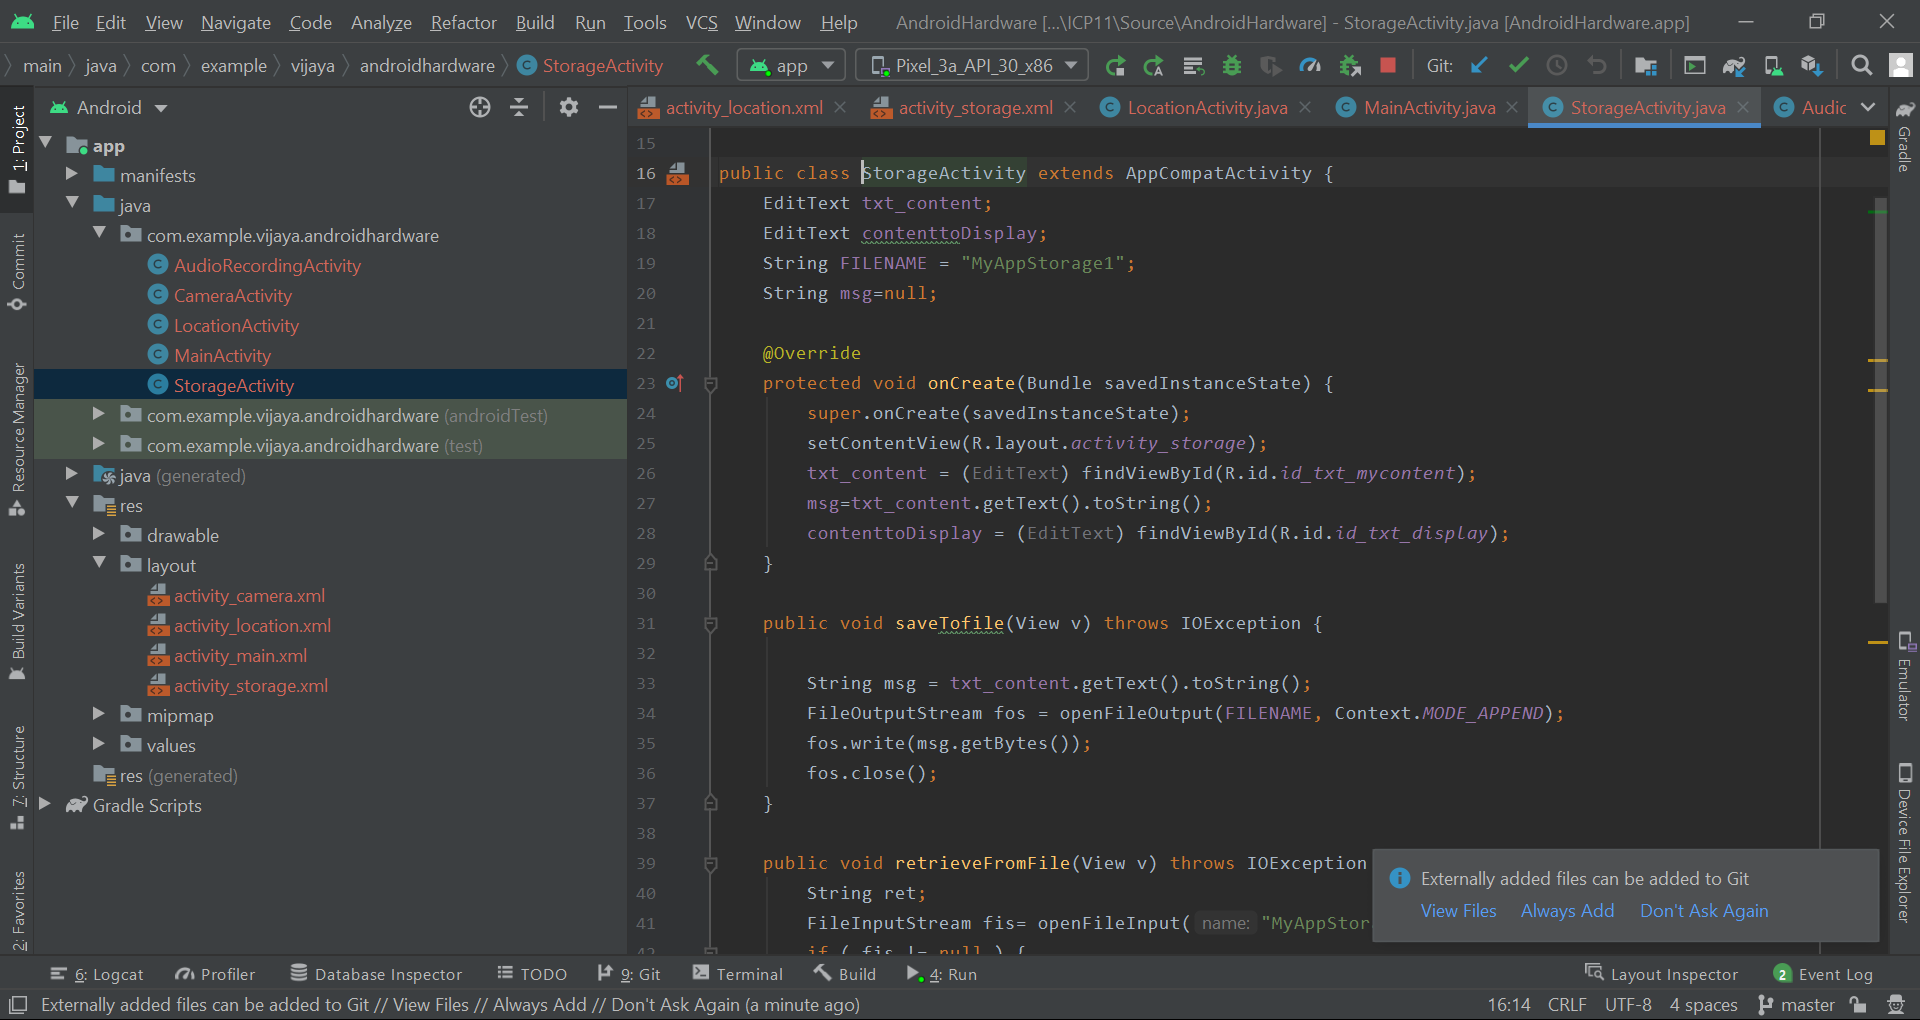 File Edit View Navigate Code Analyze Refactor Build Run Tools VCS Window Help AndroidHardware [...\ICP11\Source\AndroidHardware] - StorageActivity.java [AndroidHardware.app]
main java com example vijaya androidhardware StorageActivity app Pixel_3a_API_30_x86 Git:
Android
activity_location.xml activity_storage.xml LocationActivity.java MainActivity.java StorageActivity.java Audic
1: Project
Commit
Resource Manager
Build Variants
7: Structure
2: Favorites
app
manifests
java
com.example.vijaya.androidhardware
AudioRecordingActivity
CameraActivity
LocationActivity
MainActivity
StorageActivity
com.example.vijaya.androidhardware (androidTest)
com.example.vijaya.androidhardware (test)
java (generated)
res
drawable
layout
activity_camera.xml
activity_location.xml
activity_main.xml
activity_storage.xml
mipmap
values
res (generated)
Gradle Scripts
15
16 public class StorageActivity extends AppCompatActivity {
17 EditText txt_content;
18 EditText contenttoDisplay;
19 String FILENAME = "MyAppStorage1";
20 String msg=null;
21
22 @Override
23 protected void onCreate(Bundle savedInstanceState) {
24 super.onCreate(savedInstanceState);
25 setContentView(R.layout.activity_storage);
26 txt_content = (EditText) findViewById(R.id.id_txt_mycontent);
27 msg=txt_content.getText().toString();
28 contenttoDisplay = (EditText) findViewById(R.id.id_txt_display);
29 }
30
31 public void saveTofile(View v) throws IOException {
32
33 String msg = txt_content.getText().toString();
34 FileOutputStream fos = openFileOutput(FILENAME, Context.MODE_APPEND);
35 fos.write(msg.getBytes());
36 fos.close();
37 }
38
39 public void retrieveFromFile(View v) throws IOException
40 String ret;
41 FileInputStream fis= openFileInput( name: "MyAppStor
42 if ( fis != null ) {
Gradle
Emulator
Device File Explorer
Externally added files can be added to Git
View Files Always Add Don't Ask Again
6: Logcat Profiler Database Inspector TODO 9: Git Terminal Build 4: Run Layout Inspector 2 Event Log
Externally added files can be added to Git // View Files // Always Add // Don't Ask Again (a minute ago) 16:14 CRLF UTF-8 4 spaces master